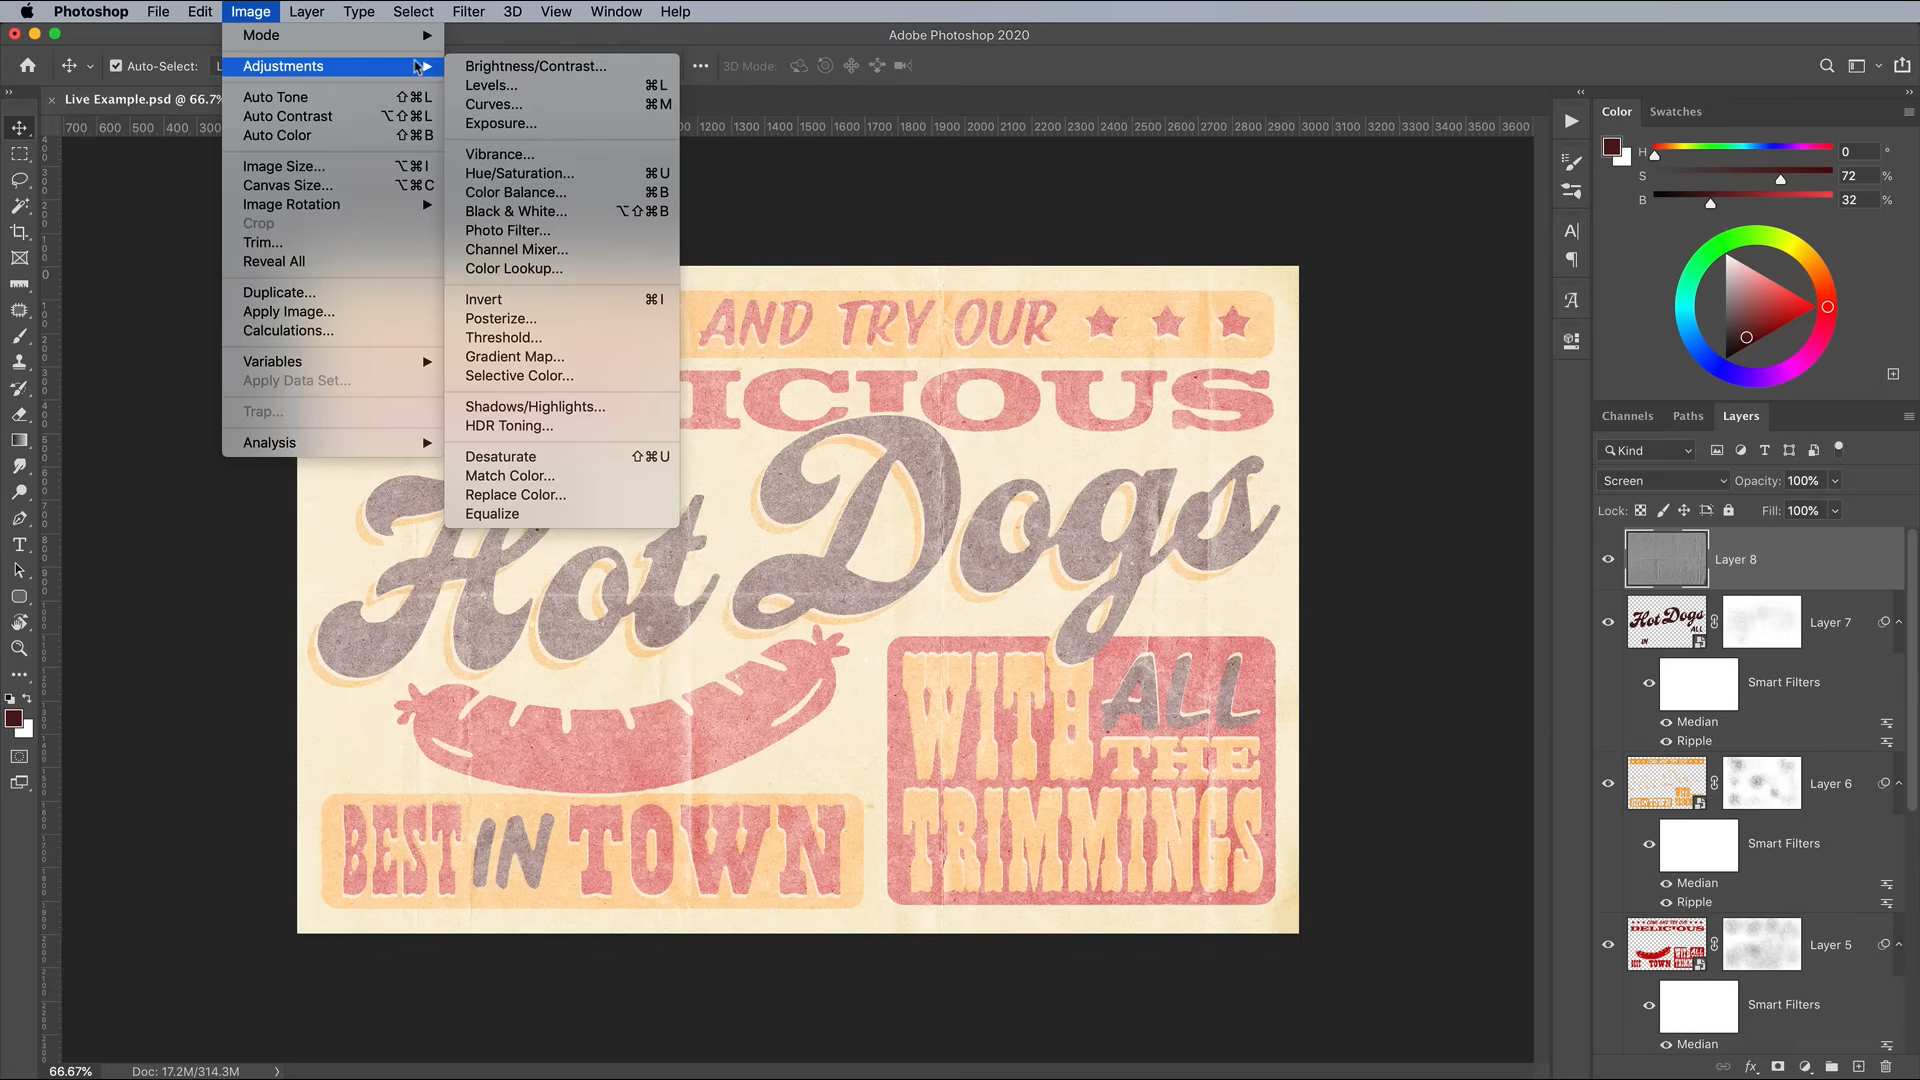 Photoshop File Edit Image Layer Type Select Filter 3D View Window Help
Adobe Photoshop 2020
Auto-Select:
3D Mode:
Live Example.psd @ 66.7%
700 600 500 400 300
1200 1300 1400 1500 1600 1700 1800 1900 2000 2100 2200 2300 2400 2500 2600 2700 2800 2900 3000 3100 3200 3300 3400 3500 3600
Mode
Adjustments
Auto Tone ⇧⌘L
Auto Contrast ⌥⇧⌘L
Auto Color ⇧⌘B
Image Size... ⌥⌘I
Canvas Size... ⌥⌘C
Image Rotation
Crop
Trim...
Reveal All
Duplicate...
Apply Image...
Calculations...
Variables
Apply Data Set...
Trap...
Analysis
Brightness/Contrast...
Levels... ⌘L
Curves... ⌘M
Exposure...
Vibrance...
Hue/Saturation... ⌘U
Color Balance... ⌘B
Black & White... ⌥⇧⌘B
Photo Filter...
Channel Mixer...
Color Lookup...
Invert ⌘I
Posterize...
Threshold...
Gradient Map...
Selective Color...
Shadows/Highlights...
HDR Toning...
Desaturate ⇧⌘U
Match Color...
Replace Color...
Equalize
AND TRY OUR
ICIOUS
Hot Dogs
WITH ALL
THE
TRIMMINGS
BEST IN TOWN
Color Swatches
H 0 °
S 72 %
B 32 %
Channels Paths Layers
Kind
Screen Opacity: 100%
Lock: Fill: 100%
Layer 8
Hot Dogs
ALL
IN
Layer 7
Smart Filters
Median
Ripple
Layer 6
Smart Filters
Median
Ripple
DELICIOUS
Layer 5
Smart Filters
Median
66.67% Doc: 17.2M/314.3M